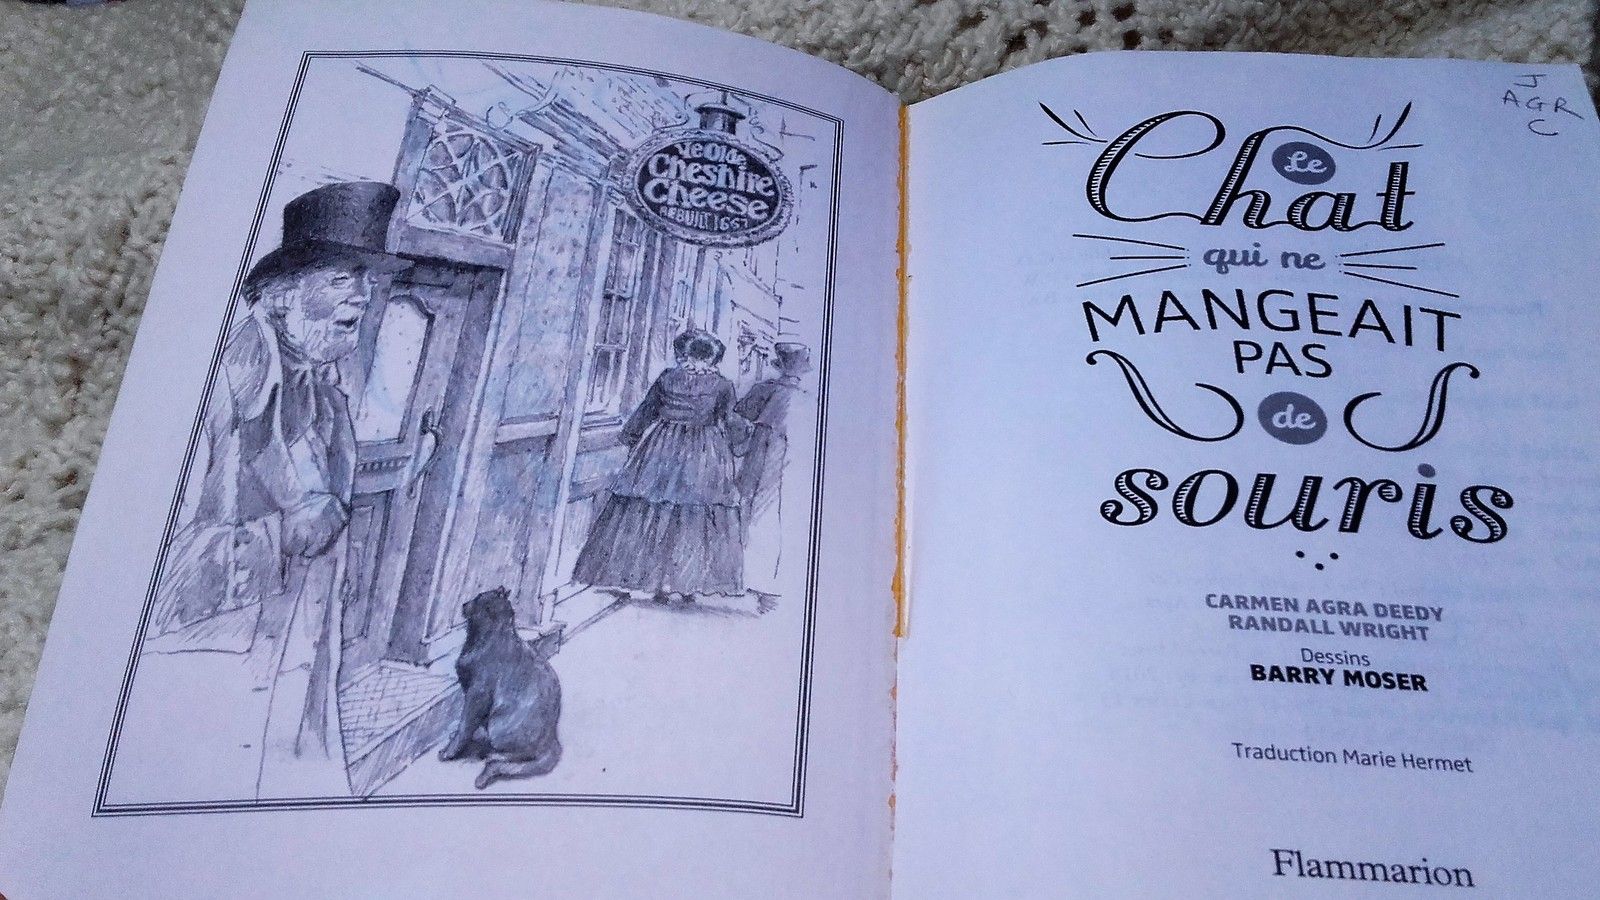 Ye Olde
Cheshire
Cheese
REBUILT 1667
J
AGR
C
Le
Chat
qui ne
MANGEAIT
PAS
de
souris
CARMEN AGRA DEEDY
RANDALL WRIGHT
Dessins
BARRY MOSER
Traduction Marie Hermet
Flammarion